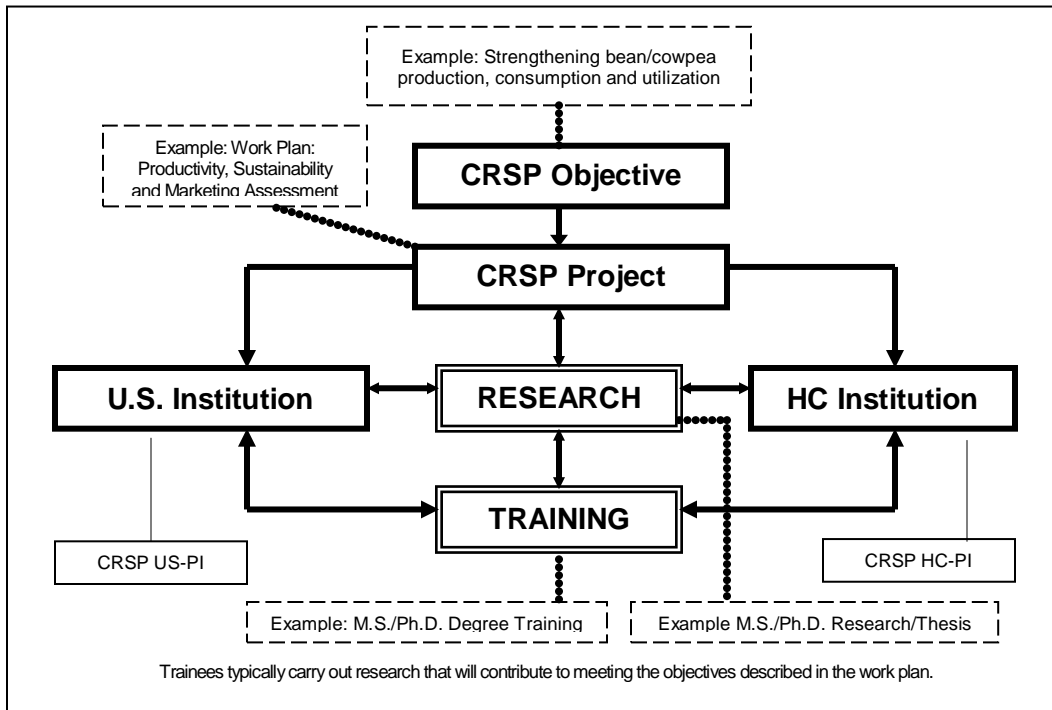 Example: Strengthening bean/cowpea
production, consumption and utilization
Example: Work Plan:
Productivity, Sustainability
and Marketing Assessment
CRSP Objective
CRSP Project
U.S. Institution
RESEARCH
HC Institution
TRAINING
CRSP US-PI
CRSP HC-PI
Example: M.S./Ph.D. Degree Training
Example M.S./Ph.D. Research/Thesis
Trainees typically carry out research that will contribute to meeting the objectives described in the work plan.